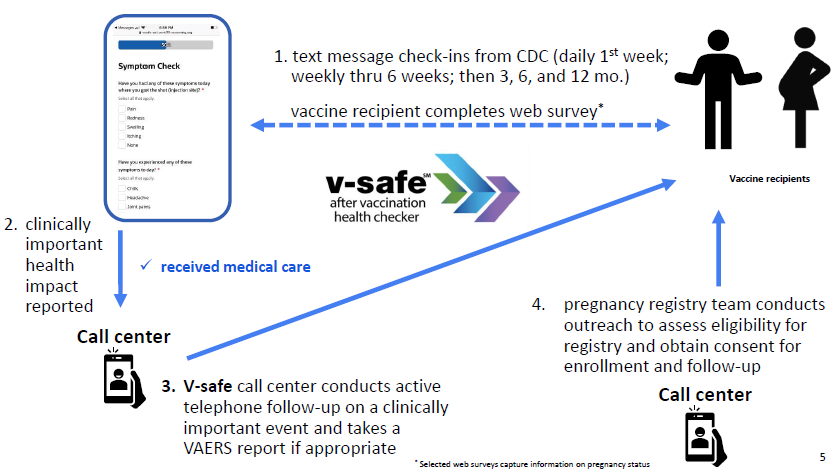 Messages
50%
Symptom Check
Have you had any of these symptoms today
where you got the shot (injection site)? *
Select all that apply.
Pain
Redness
Swelling
Itching
None
Have you experienced any of these
symptoms today? *
Select all that apply.
Chills
Headache
Joint pains
1. text message check-ins from CDC (daily 1st week;
weekly thru 6 weeks; then 3, 6, and 12 mo.)
vaccine recipient completes web survey*
Vaccine recipients
v-safe℠
after vaccination
health checker
2. clinically
important
health
impact
reported
✓ received medical care
Call center
3. V-safe call center conducts active
telephone follow-up on a clinically
important event and takes a
VAERS report if appropriate
4. pregnancy registry team conducts
outreach to assess eligibility for
registry and obtain consent for
enrollment and follow-up
Call center
* Selected web surveys capture information on pregnancy status
5